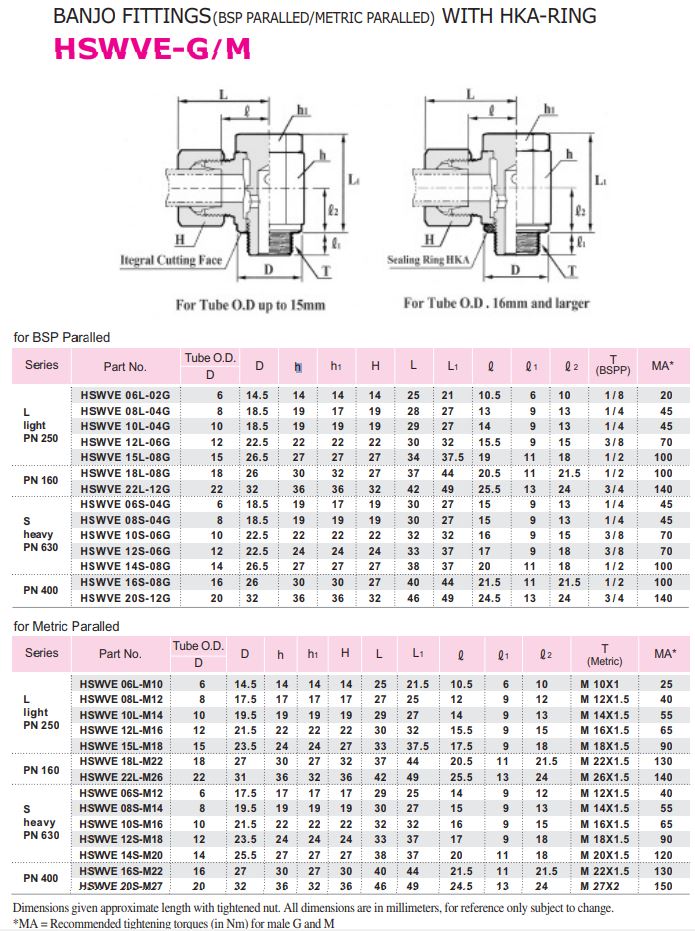 BANJO FITTINGS(BSP PARALLED/METRIC PARALLED) WITH HKA-RING
HSWVE-G/M
L ℓ h1 h L1 ℓ2 ℓ1 H D T
Itegral Cutting Face
For Tube O.D up to 15mm
L ℓ h1 h L1 ℓ2 ℓ1 H D T
Sealing Ring HKA
For Tube O.D . 16mm and larger
for BSP Paralled
Series Part No. Tube O.D. D D h h1 H L L1 ℓ ℓ1 ℓ2 T (BSPP) MA*
L light PN 250
HSWVE 06L-02G 6 14.5 14 14 14 25 21 10.5 6 10 1/8 20
HSWVE 08L-04G 8 18.5 19 17 19 28 27 13 9 13 1/4 45
HSWVE 10L-04G 10 18.5 19 19 19 29 27 14 9 13 1/4 45
HSWVE 12L-06G 12 22.5 22 22 22 30 32 15.5 9 15 3/8 70
HSWVE 15L-08G 15 26.5 27 27 27 34 37.5 19 11 18 1/2 100
PN 160
HSWVE 18L-08G 18 26 30 32 27 37 44 20.5 11 21.5 1/2 100
HSWVE 22L-12G 22 32 36 36 32 42 49 25.5 13 24 3/4 140
S heavy PN 630
HSWVE 06S-04G 6 18.5 19 17 19 30 27 15 9 13 1/4 45
HSWVE 08S-04G 8 18.5 19 19 19 30 27 15 9 13 1/4 45
HSWVE 10S-06G 10 22.5 22 22 22 32 32 16 9 15 3/8 70
HSWVE 12S-06G 12 22.5 24 24 24 33 37 17 9 18 3/8 70
HSWVE 14S-08G 14 26.5 27 27 27 38 37 20 11 18 1/2 100
PN 400
HSWVE 16S-08G 16 26 30 30 27 40 44 21.5 11 21.5 1/2 100
HSWVE 20S-12G 20 32 36 36 32 46 49 24.5 13 24 3/4 140
for Metric Paralled
Series Part No. Tube O.D. D D h h1 H L L1 ℓ ℓ1 ℓ2 T (Metric) MA*
L light PN 250
HSWVE 06L-M10 6 14.5 14 14 14 25 21.5 10.5 6 10 M 10X1 25
HSWVE 08L-M12 8 17.5 17 17 17 27 25 12 9 12 M 12X1.5 40
HSWVE 10L-M14 10 19.5 19 19 19 29 27 14 9 13 M 14X1.5 55
HSWVE 12L-M16 12 21.5 22 22 22 30 32 15.5 9 15 M 16X1.5 65
HSWVE 15L-M18 15 23.5 24 24 27 33 37.5 17.5 9 18 M 18X1.5 90
PN 160
HSWVE 18L-M22 18 27 30 27 32 37 44 20.5 11 21.5 M 22X1.5 130
HSWVE 22L-M26 22 31 36 32 36 42 49 25.5 13 24 M 26X1.5 140
S heavy PN 630
HSWVE 06S-M12 6 17.5 17 17 17 29 25 14 9 12 M 12X1.5 40
HSWVE 08S-M14 8 19.5 19 19 19 30 27 15 9 13 M 14X1.5 55
HSWVE 10S-M16 10 21.5 22 22 22 32 32 16 9 15 M 16X1.5 65
HSWVE 12S-M18 12 23.5 24 24 24 33 37 17 9 18 M 18X1.5 90
HSWVE 14S-M20 14 25.5 27 27 27 38 37 20 11 18 M 20X1.5 120
PN 400
HSWVE 16S-M22 16 27 30 27 30 40 44 21.5 11 21.5 M 22X1.5 130
HSWVE 20S-M27 20 32 36 32 36 46 49 24.5 13 24 M 27X2 150
Dimensions given approximate length with tightened nut. All dimensions are in millimeters, for reference only subject to change.
*MA = Recommended tightening torques (in Nm) for male G and M